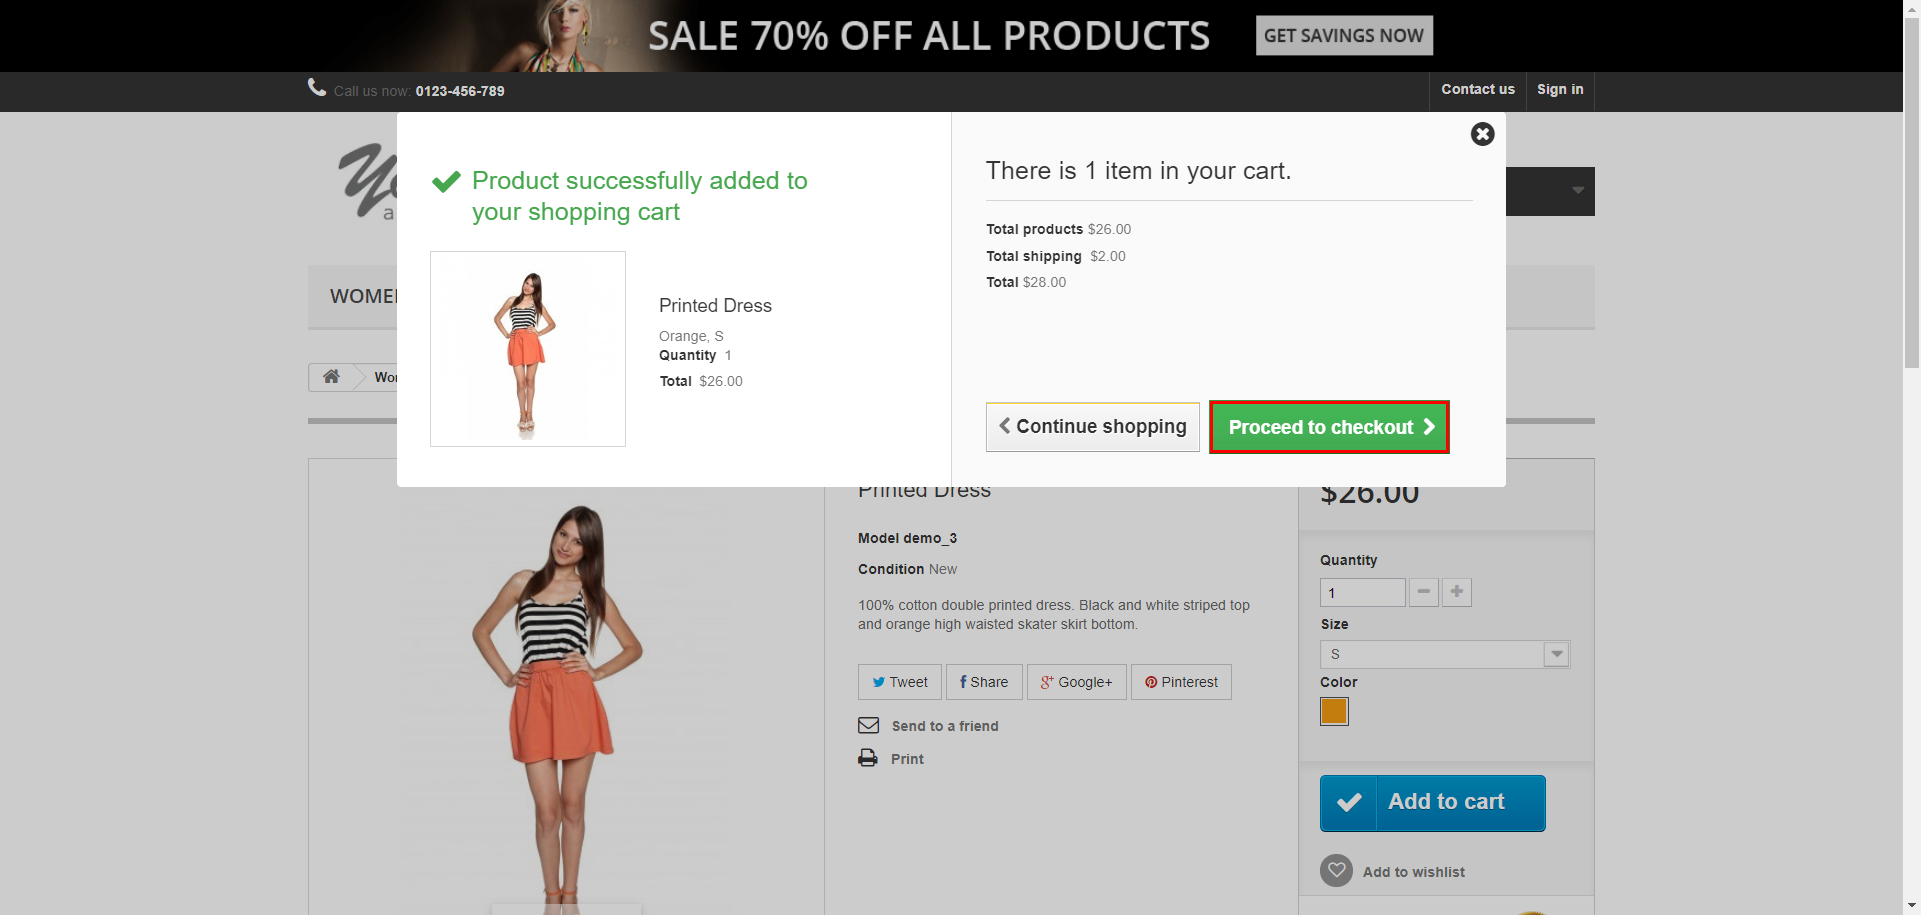 SALE 70% OFF ALL PRODUCTS
GET SAVINGS NOW
Call us now: 0123-456-789
Contact us
Sign in
Product successfully added to
your shopping cart
Printed Dress
Orange, S
Quantity 1
Total $26.00
There is 1 item in your cart.
Total products $26.00
Total shipping $2.00
Total $28.00
Continue shopping
Proceed to checkout
Printed Dress
Model demo_3
Condition New
100% cotton double printed dress. Black and white striped top
and orange high waisted skater skirt bottom.
Tweet
Share
Google+
Pinterest
Send to a friend
Print
$26.00
Quantity
1
Size
S
Color
Add to cart
Add to wishlist